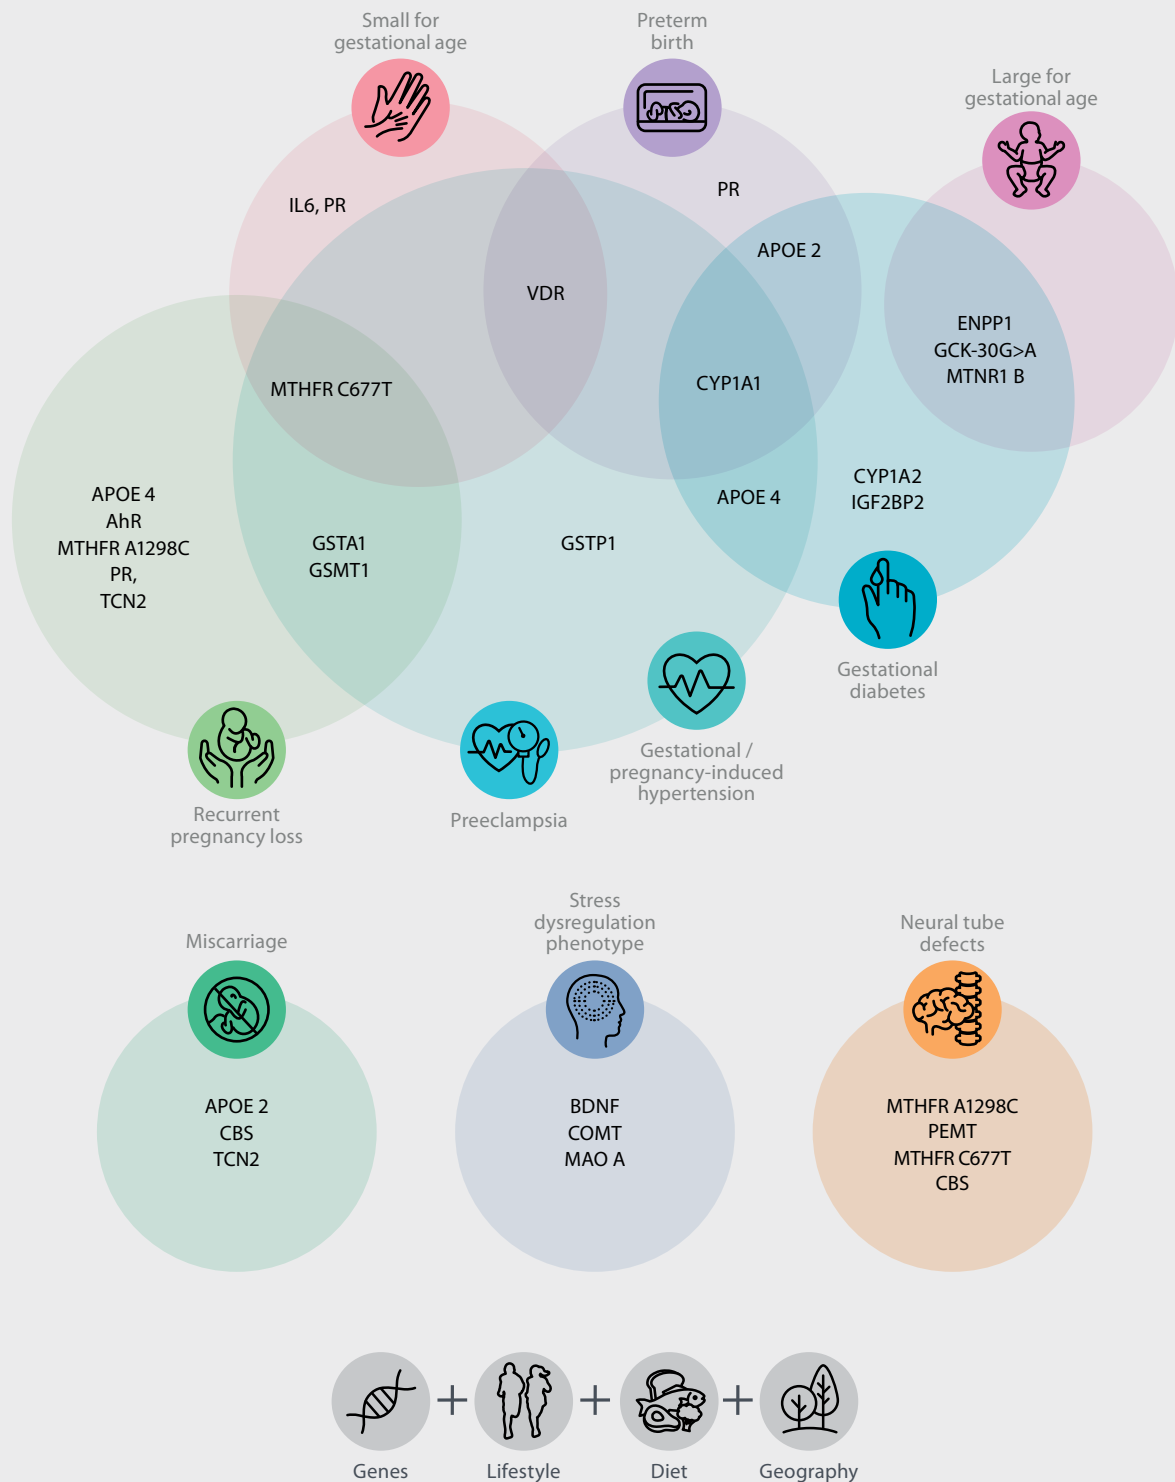 Small for
gestational age
Preterm
birth
Large for
gestational age
IL6, PR
PR
APOE 2
VDR
ENPP1
GCK-30G>A
MTNR1 B
MTHFR C677T
CYP1A1
APOE 4
AhR
MTHFR A1298C
PR,
TCN2
GSTA1
GSMT1
GSTP1
APOE 4
CYP1A2
IGF2BP2
Gestational
diabetes
Gestational /
pregnancy-induced
hypertension
Recurrent
pregnancy loss
Preeclampsia
Miscarriage
Stress
dysregulation
phenotype
Neural tube
defects
APOE 2
CBS
TCN2
BDNF
COMT
MAO A
MTHFR A1298C
PEMT
MTHFR C677T
CBS
Genes
Lifestyle
Diet
Geography